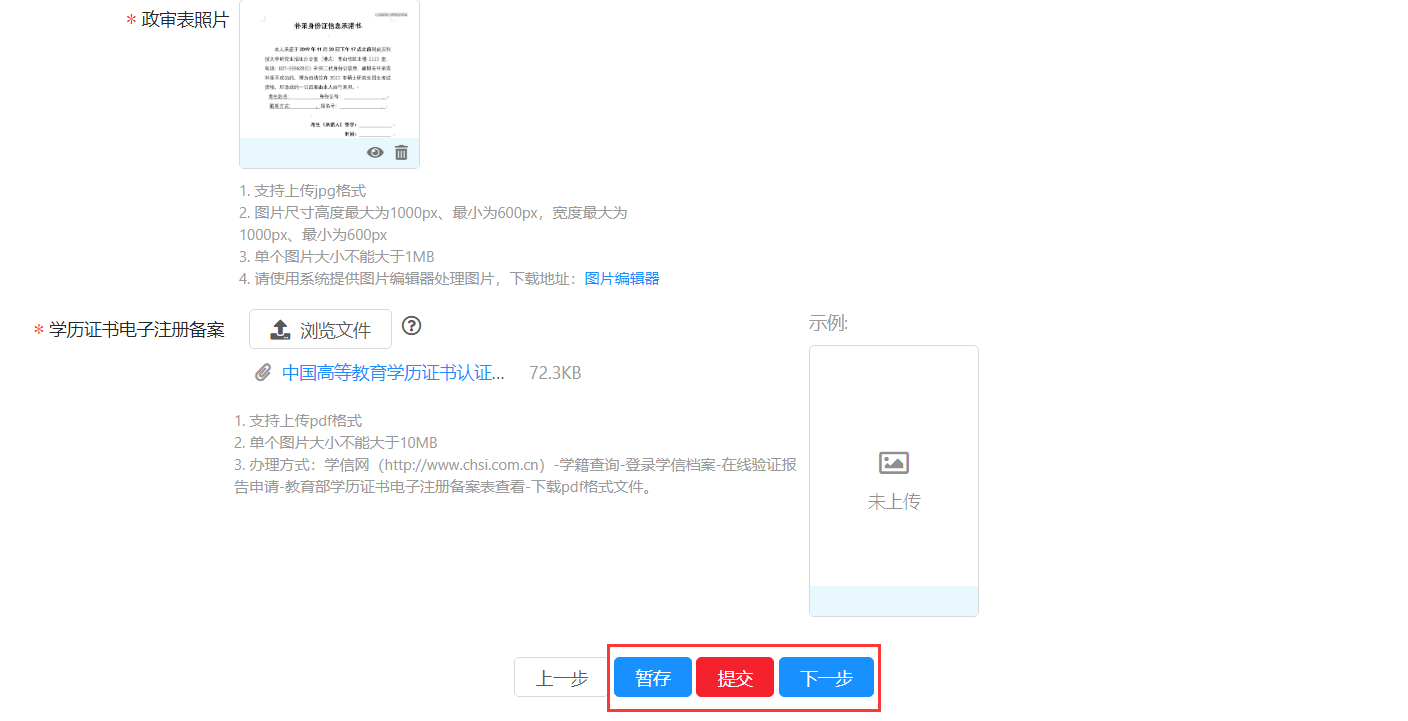 * 政审表照片
补采身份证信息承诺书
1. 支持上传jpg格式
2. 图片尺寸高度最大为1000px、最小为600px，宽度最大为
1000px、最小为600px
3. 单个图片大小不能大于1MB
4. 请使用系统提供图片编辑器处理图片，下载地址：图片编辑器
* 学历证书电子注册备案
浏览文件
示例:
中国高等教育学历证书认证... 72.3KB
1. 支持上传pdf格式
2. 单个图片大小不能大于10MB
3. 办理方式：学信网（http://www.chsi.com.cn）-学籍查询-登录学信档案-在线验证报
告申请-教育部学历证书电子注册备案表查看-下载pdf格式文件。
未上传
上一步 暂存 提交 下一步